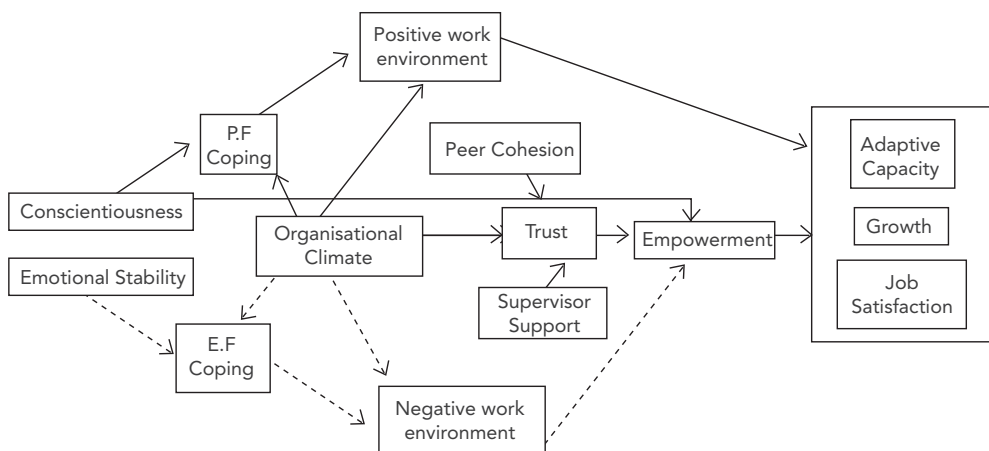 Positive work
environment
P.F
Coping
Peer Cohesion
Adaptive
Capacity
Conscientiousness
Organisational
Climate
Trust
Empowerment
Growth
Emotional Stability
Supervisor
Support
Job
Satisfaction
E.F
Coping
Negative work
environment